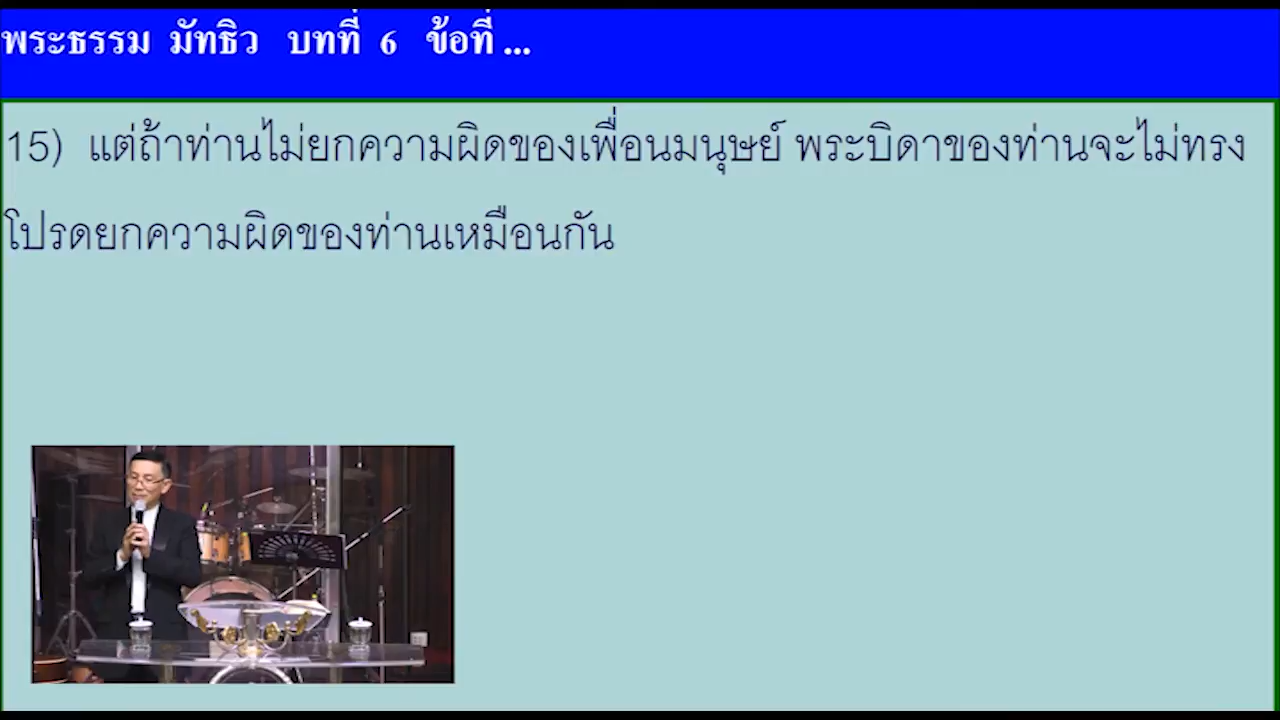 พระธรรม มัทธิว บทที่ 6 ข้อที่ ...
15) แต่ถ้าท่านไม่ยกความผิดของเพื่อนมนุษย์ พระบิดาของท่านจะไม่ทรง
โปรดยกความผิดของท่านเหมือนกัน